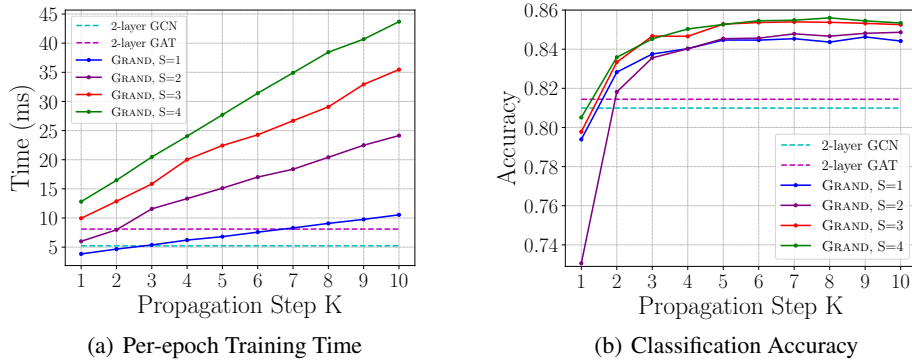 45
40
35
30
25
20
15
10
5
Time (ms)
2-layer GCN
2-layer GAT
GRAND, S=1
GRAND, S=2
GRAND, S=3
GRAND, S=4
1 2 3 4 5 6 7 8 9 10
Propagation Step K
(a) Per-epoch Training Time
0.86
0.84
0.82
0.80
0.78
0.76
0.74
Accuracy
2-layer GCN
2-layer GAT
GRAND, S=1
GRAND, S=2
GRAND, S=3
GRAND, S=4
1 2 3 4 5 6 7 8 9 10
Propagation Step K
(b) Classification Accuracy